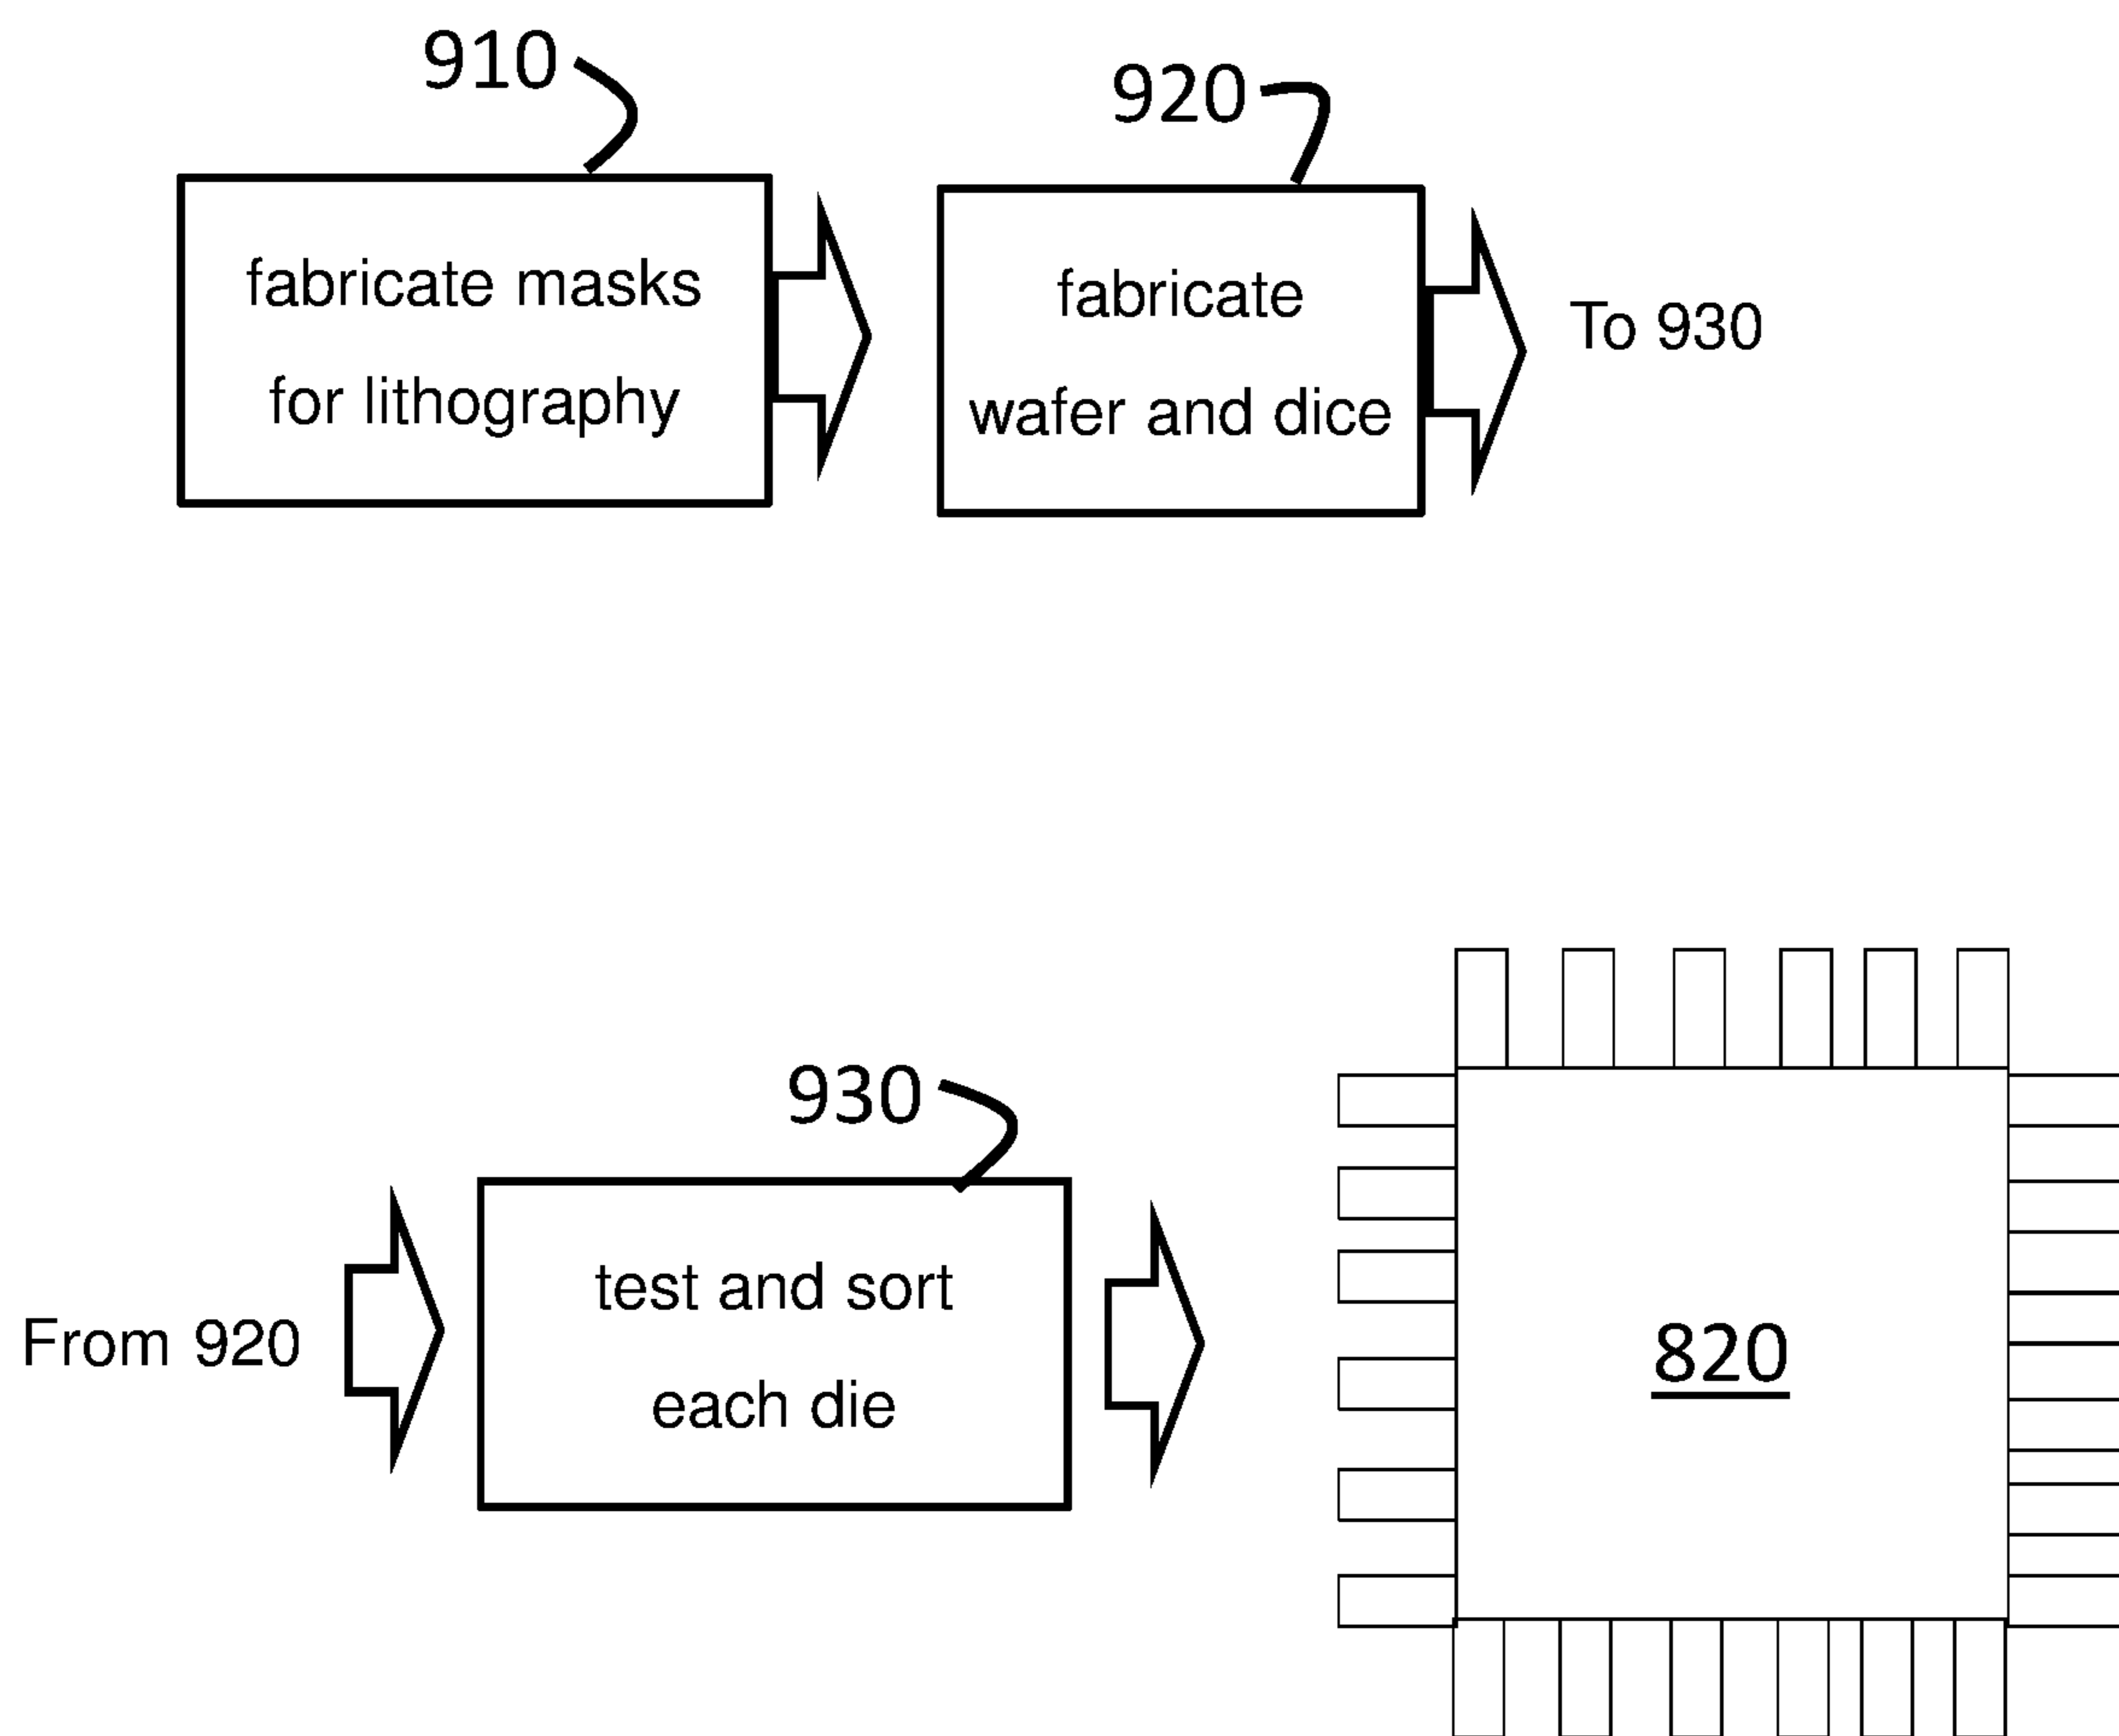 910
920
fabricate masks
for lithography
fabricate
wafer and dice
To 930
930
From 920
test and sort
each die
820